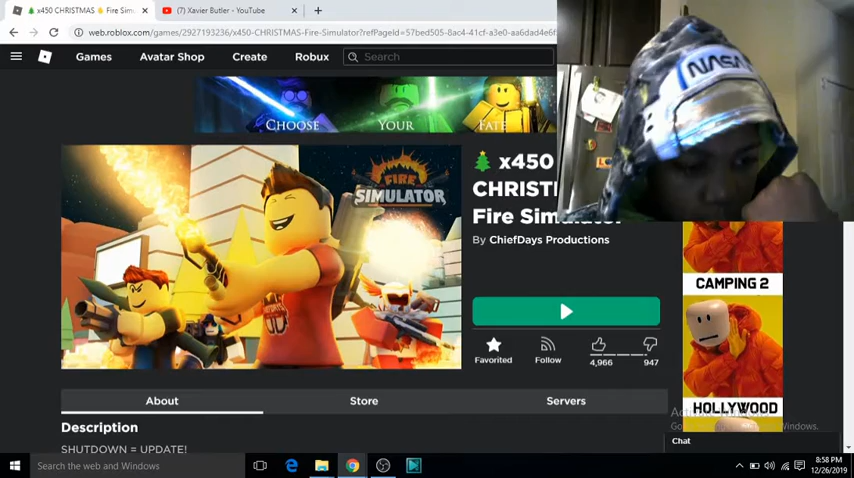 x450 CHRISTMAS Fire Sim
(7) Xavier Butler - YouTube
web.roblox.com/games/2927193236/x450-CHRISTMAS-Fire-Simulator?refPageId=57bed505-8ac4-41cf-a3e0-aa6dad4e6f
Games
Avatar Shop
Create
Robux
Search
NASA
CHOOSE YOUR FATE
FIRE
SIMULATOR
x450
CHRISTM
Fire Simulator
By ChiefDays Productions
CAMPING 2
HOLLYWOOD
Favorited
Follow
4,966
947
About
Store
Servers
Description
SHUTDOWN = UPDATE!
Windows.
Chat
Search the web and Windows
8:58 PM
12/26/2019